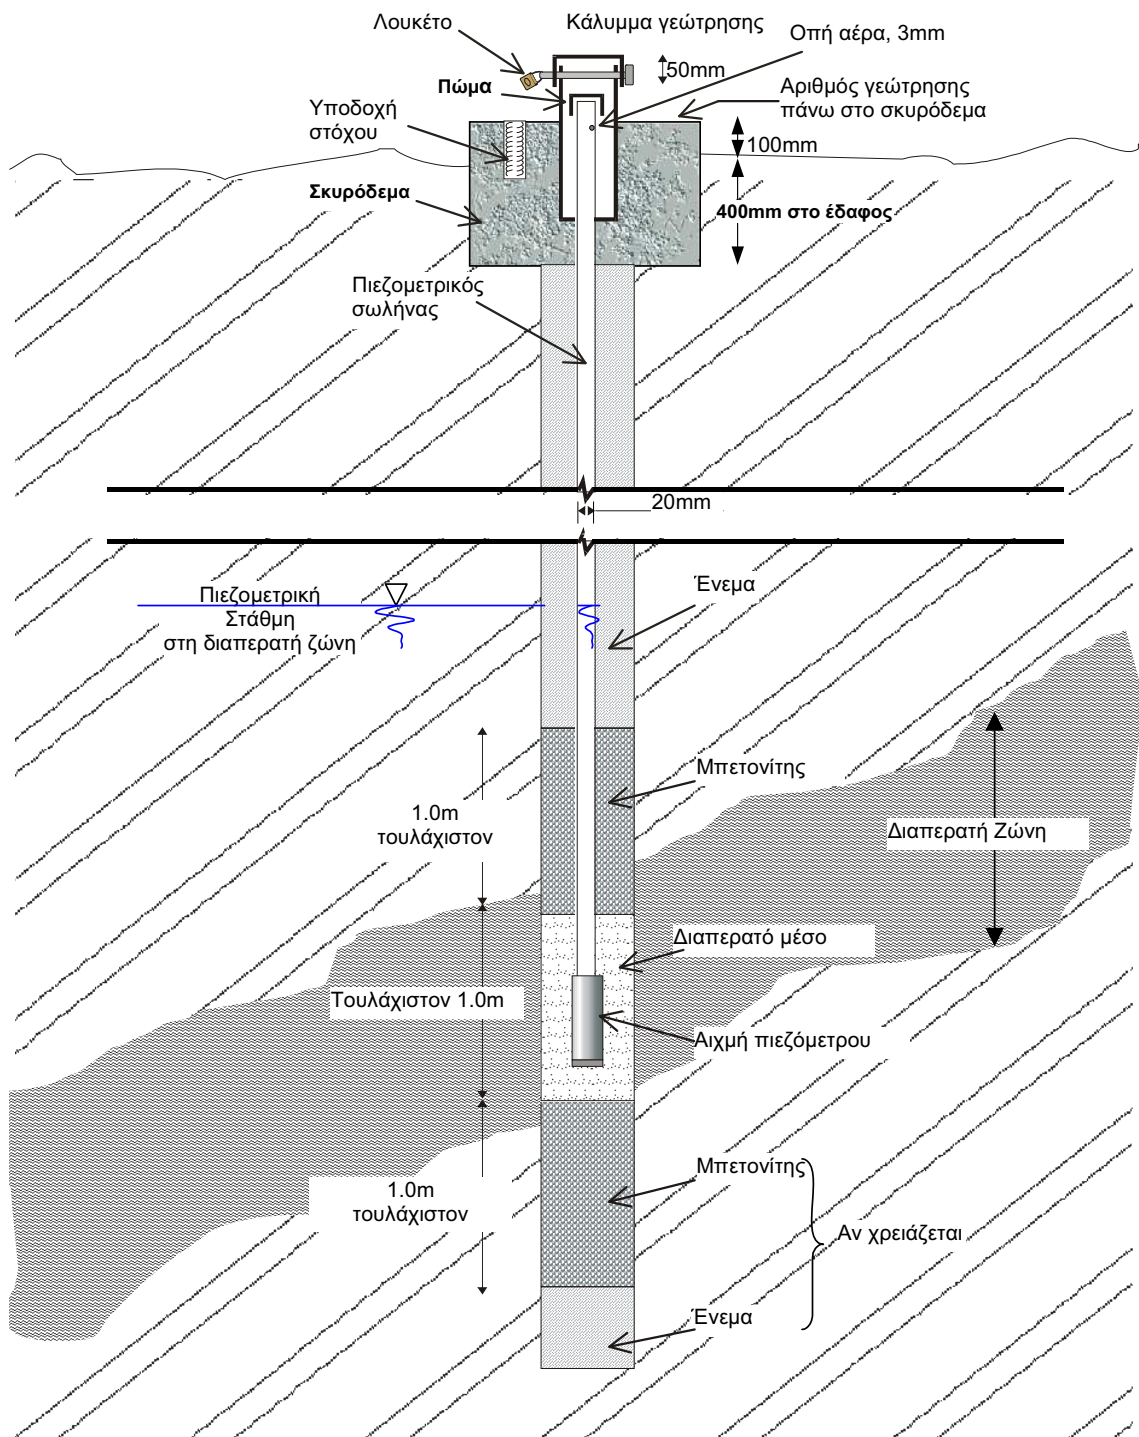 Λουκέτο
Κάλυμμα γεώτρησης
Οπή αέρα, 3mm
50mm
Πώμα
Αριθμός γεώτρησης
πάνω στο σκυρόδεμα
Υποδοχή
στόχου
100mm
Σκυρόδεμα
400mm στο έδαφος
Πιεζομετρικός
σωλήνας
20mm
Ένεμα
Πιεζομετρική
Στάθμη
στη διαπερατή ζώνη
Μπετονίτης
1.0m
τουλάχιστον
Διαπερατή Ζώνη
Διαπερατό μέσο
Τουλάχιστον 1.0m
Αιχμή πιεζόμετρου
Μπετονίτης
1.0m
τουλάχιστον
Αν χρειάζεται
Ένεμα